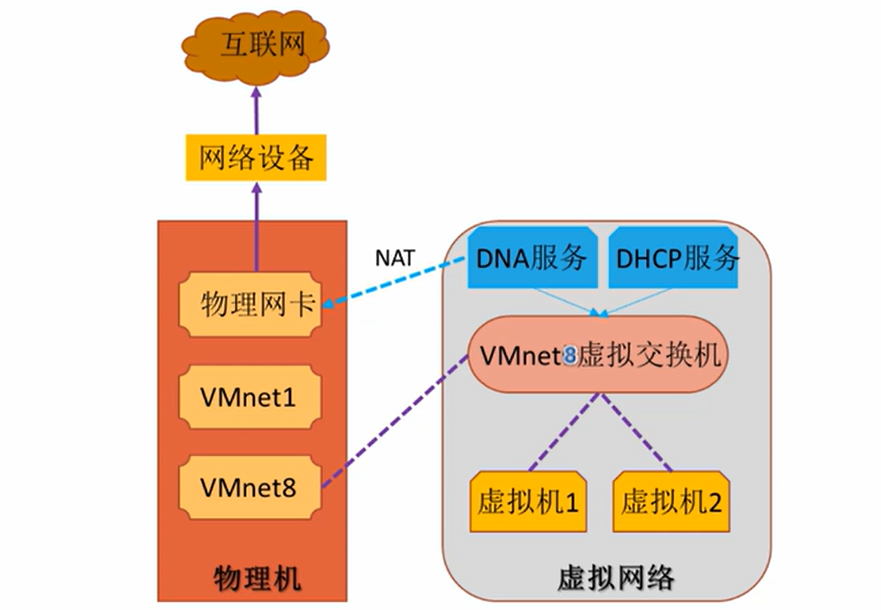 互联网
网络设备
NAT
DNA服务
DHCP服务
物理网卡
VMnet8虚拟交换机
VMnet1
VMnet8
虚拟机1
虚拟机2
物理机
虚拟网络